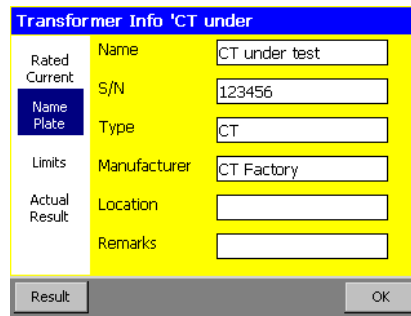 Transformer Info 'CT under
Rated
Current
Name
Plate
Limits
Actual
Result
Name
CT under test
S/N
123456
Type
CT
Manufacturer
CT Factory
Location
Remarks
Result
OK